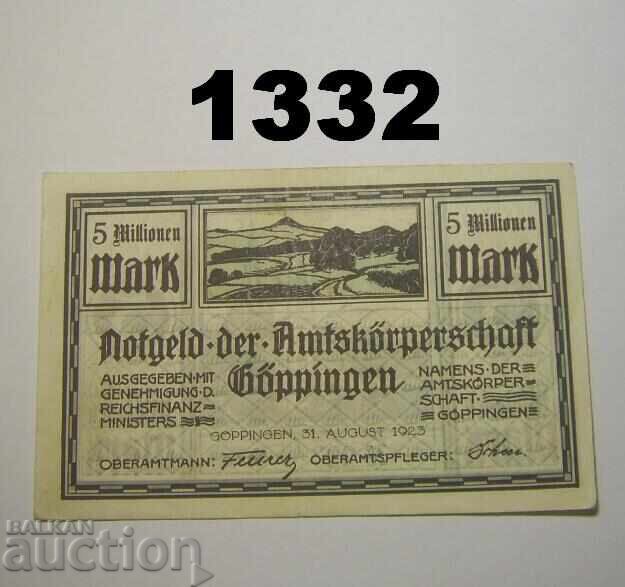 1332
5 Millionen
Mark
5 Millionen
Mark
Notgeld·der·Amtskörperschaft
Göppingen
AUSGEGEBEN·MIT
GENEHMIGUNG·D.
REICHSFINANZ=
MINISTERS
NAMENS·DER
AMTSKÖRPER=
SCHAFT·
GÖPPINGEN
GÖPPINGEN, 31. AUGUST 1923
OBERAMTMANN:
OBERAMTSPFLEGER:
BALKAN
auction